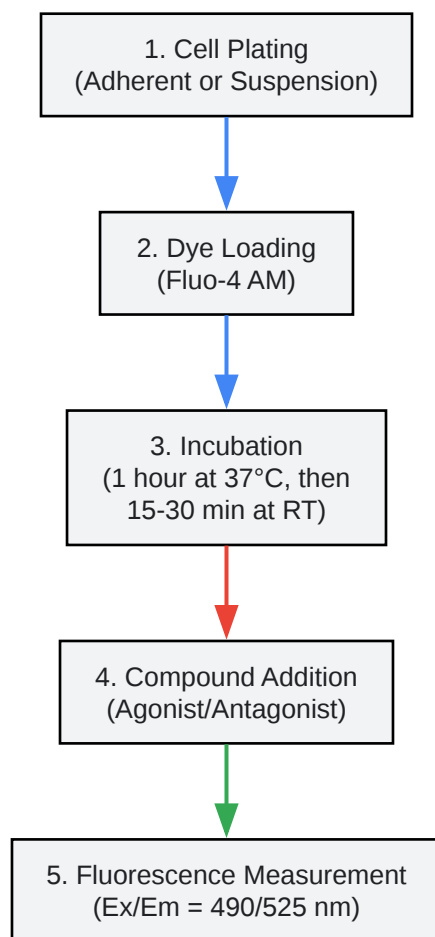 1. Cell Plating
(Adherent or Suspension)
2. Dye Loading
(Fluo-4 AM)
3. Incubation
(1 hour at 37°C, then
15-30 min at RT)
4. Compound Addition
(Agonist/Antagonist)
5. Fluorescence Measurement
(Ex/Em = 490/525 nm)